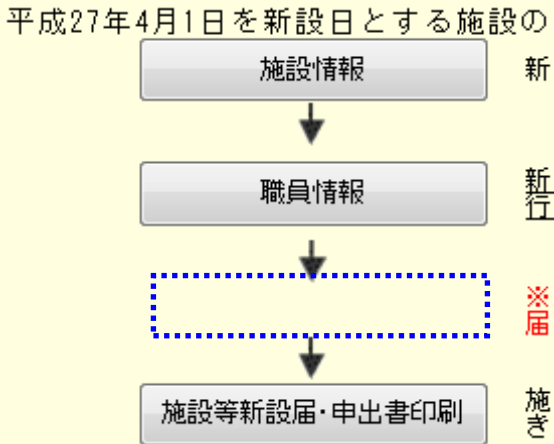 平成27年4月1日を新設日とする施設の
施設情報
新
職員情報
新
行
※
届
施設等新設届・申出書印刷
施
き